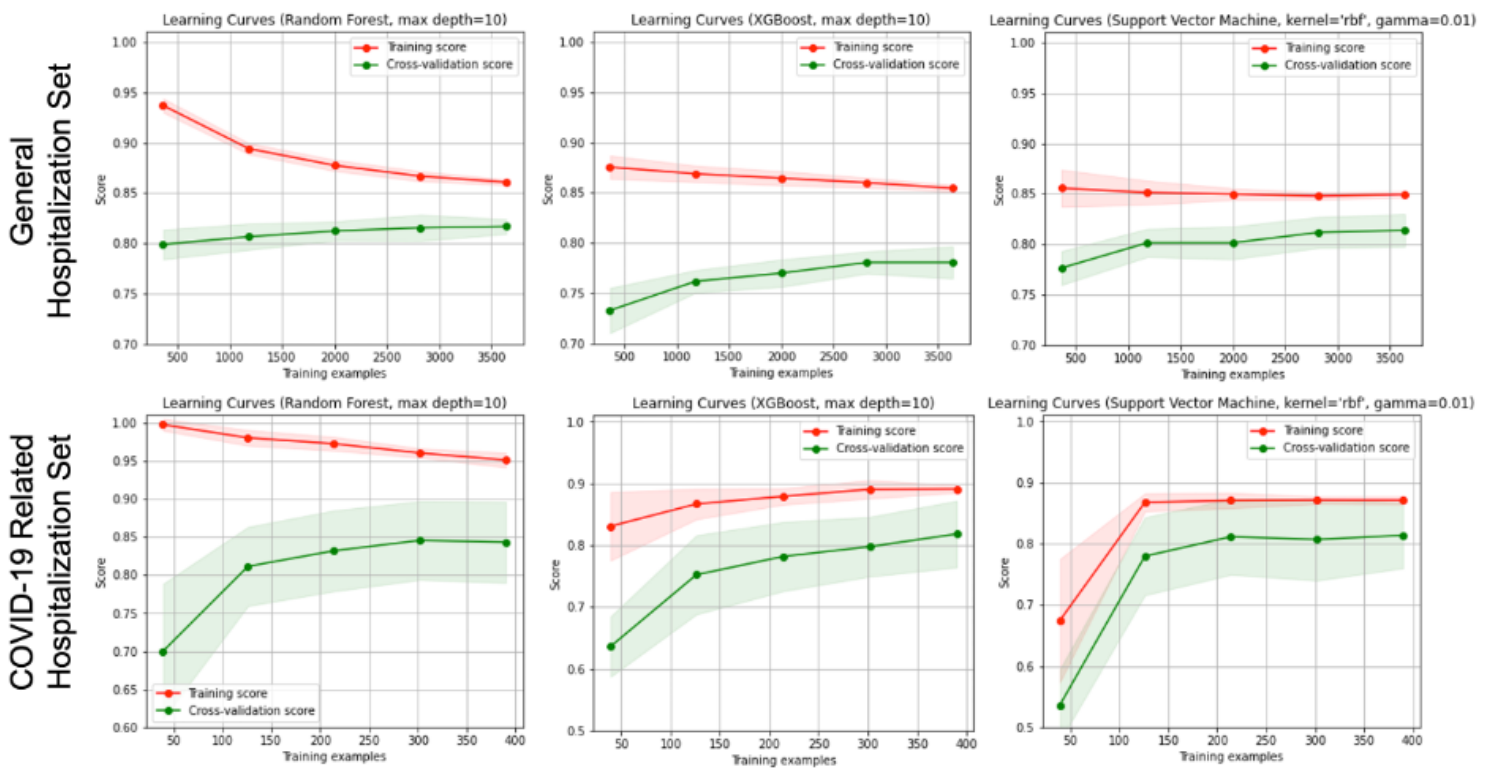 General
Hospitalization Set
Learning Curves (Random Forest, max depth=10)
1.00
0.95
0.90
0.85
0.80
0.75
0.70
Score
Training score
Cross-validation score
500 1000 1500 2000 2500 3000 3500
Training examples
Learning Curves (XGBoost, max depth=10)
1.00
0.95
0.90
0.85
0.80
0.75
0.70
Score
Training score
Cross-validation score
500 1000 1500 2000 2500 3000 3500
Training examples
Learning Curves (Support Vector Machine, kernel='rbf', gamma=0.01)
1.00
0.95
0.90
0.85
0.80
0.75
0.70
Score
Training score
Cross-validation score
500 1000 1500 2000 2500 3000 3500
Training examples
COVID-19 Related
Hospitalization Set
Learning Curves (Random Forest, max depth=10)
1.00
0.95
0.90
0.85
0.80
0.75
0.70
0.65
0.60
Score
Training score
Cross-validation score
50 100 150 200 250 300 350 400
Training examples
Learning Curves (XGBoost, max depth=10)
1.0
0.9
0.8
0.7
0.6
0.5
Score
Training score
Cross-validation score
50 100 150 200 250 300 350 400
Training examples
Learning Curves (Support Vector Machine, kernel='rbf', gamma=0.01)
1.0
0.9
0.8
0.7
0.6
0.5
Score
Training score
Cross-validation score
50 100 150 200 250 300 350 400
Training examples